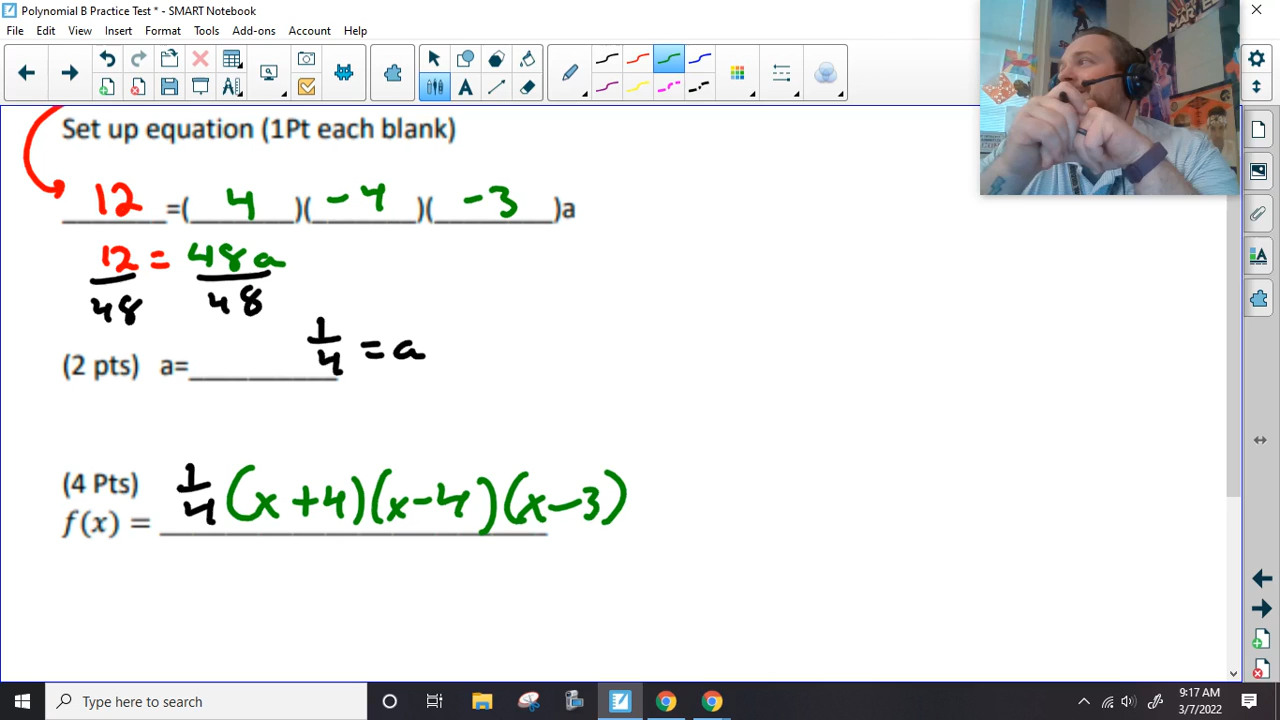 Polynomial B Practice Test * - SMART Notebook
File Edit View Insert Format Tools Add-ons Account Help
Set up equation (1Pt each blank)
12 =( 4 )( -4 )( -3 )a
12 = 48a
48 48
1/4 = a
(2 pts) a=__________
(4 Pts)
f(x) = 1/4 (x+4)(x-4)(x-3)
Type here to search
9:17 AM
3/7/2022